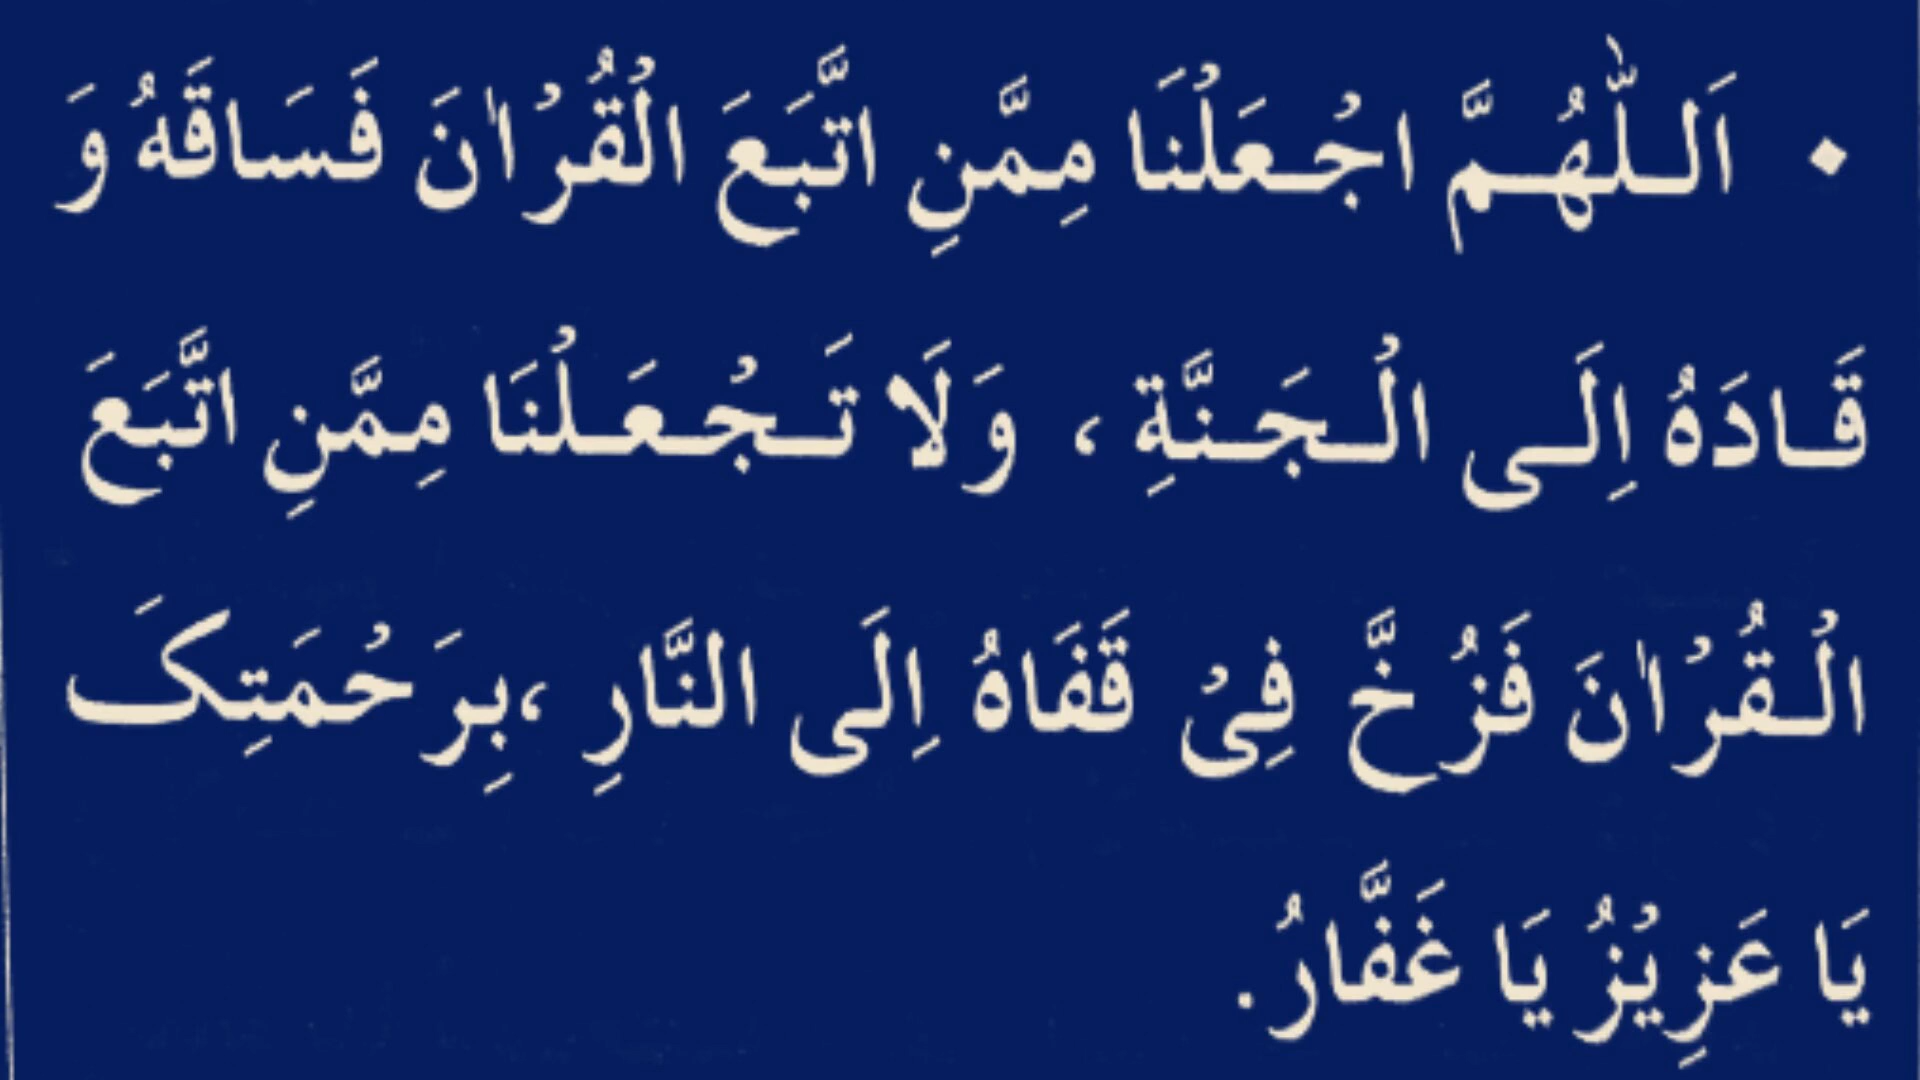 • اَللّٰهُمَّ اجْعَلْنَا مِمَّنِ اتَّبَعَ الْقُرْاٰنَ فَسَاقَهُ وَ
قَادَهُ اِلَى الْجَنَّةِ ، وَلَا تَجْعَلْنَا مِمَّنِ اتَّبَعَ
الْقُرْاٰنَ فَزُخَّ فِىْ قَفَاهُ اِلَى النَّارِ ،بِرَحْمَتِکَ
يَا عَزِيْزُ يَا غَفَّارُ.